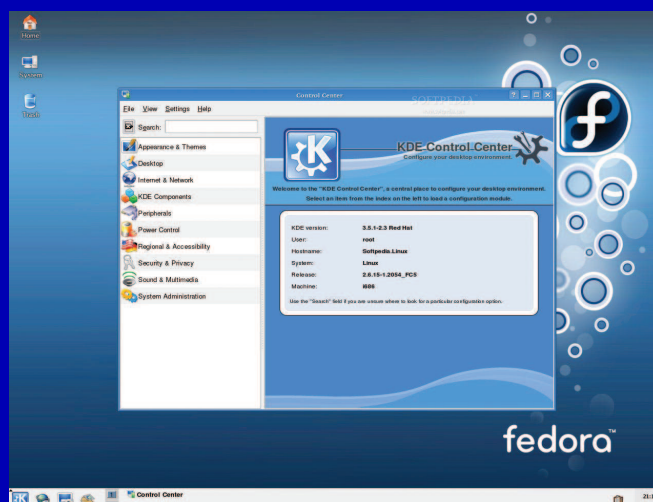 Home
System
Trash
Control Center
SOFTPEDIA
File View Settings Help
Search:
Appearance & Themes
Desktop
Internet & Network
KDE Components
Peripherals
Power Control
Regional & Accessibility
Security & Privacy
Sound & Multimedia
System Administration
KDE Control Center
Configure your desktop environment.
Welcome to the "KDE Control Center", a central place to configure your desktop environment.
Select an item from the index on the left to load a configuration module.
KDE version: 3.5.1-2.3 Red Hat
User: root
Hostname: Softpedia.Linux
System: Linux
Release: 2.6.15-1.2054_FC5
Machine: i686
Use the "Search" field if you are unsure where to look for a particular configuration option.
fedora™
Control Center